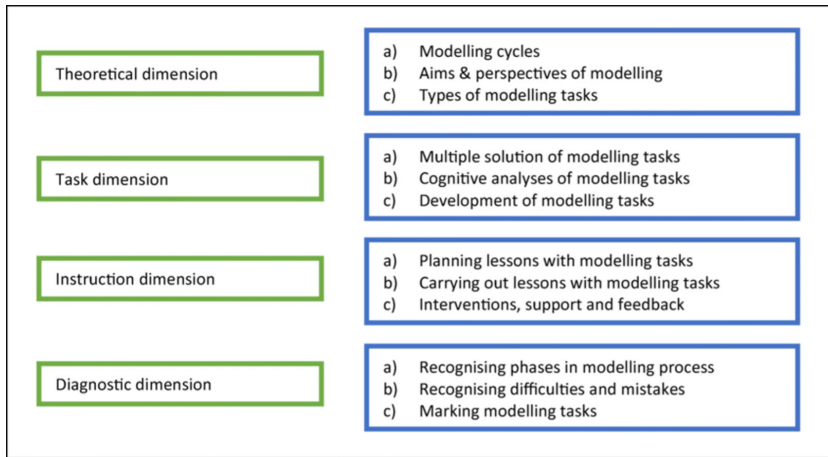 Theoretical dimension
a) Modelling cycles
b) Aims & perspectives of modelling
c) Types of modelling tasks
Task dimension
a) Multiple solution of modelling tasks
b) Cognitive analyses of modelling tasks
c) Development of modelling tasks
Instruction dimension
a) Planning lessons with modelling tasks
b) Carrying out lessons with modelling tasks
c) Interventions, support and feedback
Diagnostic dimension
a) Recognising phases in modelling process
b) Recognising difficulties and mistakes
c) Marking modelling tasks